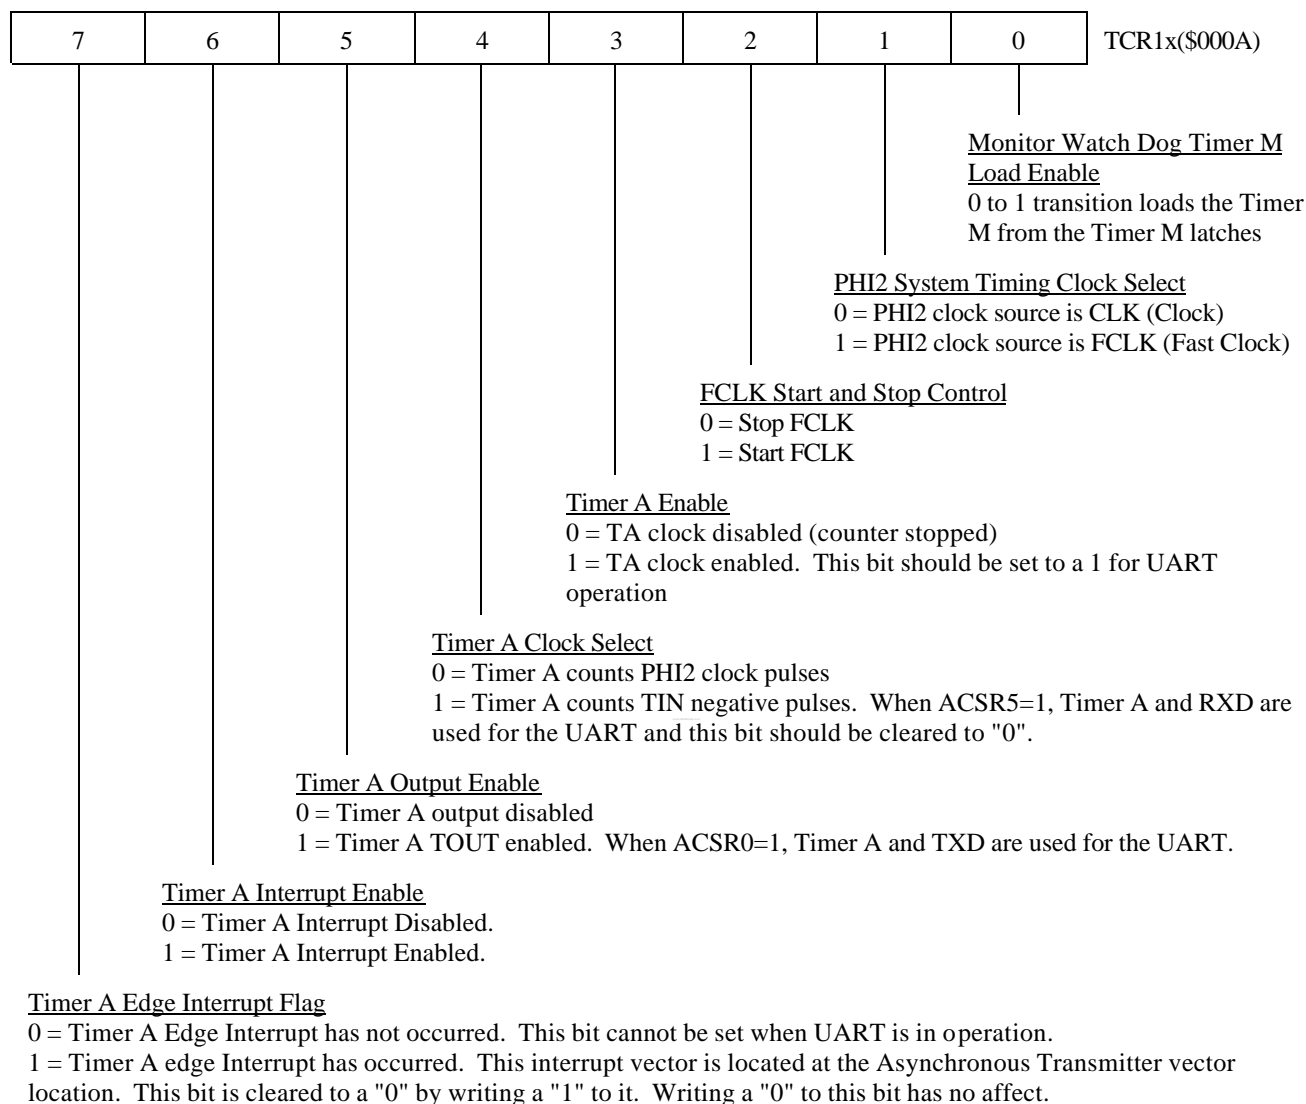 7 6 5 4 3 2 1 0 TCR1x($000A)
Monitor Watch Dog Timer M
Load Enable
0 to 1 transition loads the Timer
M from the Timer M latches
PHI2 System Timing Clock Select
0 = PHI2 clock source is CLK (Clock)
1 = PHI2 clock source is FCLK (Fast Clock)
FCLK Start and Stop Control
0 = Stop FCLK
1 = Start FCLK
Timer A Enable
0 = TA clock disabled (counter stopped)
1 = TA clock enabled.  This bit should be set to a 1 for UART
operation
Timer A Clock Select
0 = Timer A counts PHI2 clock pulses
1 = Timer A counts TIN negative pulses.  When ACSR5=1, Timer A and RXD are
used for the UART and this bit should be cleared to "0".
Timer A Output Enable
0 = Timer A output disabled
1 = Timer A TOUT enabled.  When ACSR0=1, Timer A and TXD are used for the UART.
Timer A Interrupt Enable
0 = Timer A Interrupt Disabled.
1 = Timer A Interrupt Enabled.
Timer A Edge Interrupt Flag
0 = Timer A Edge Interrupt has not occurred.  This bit cannot be set when UART is in operation.
1 = Timer A edge Interrupt has occurred.  This interrupt vector is located at the Asynchronous Transmitter vector
location.  This bit is cleared to a "0" by writing a "1" to it.  Writing a "0" to this bit has no affect.